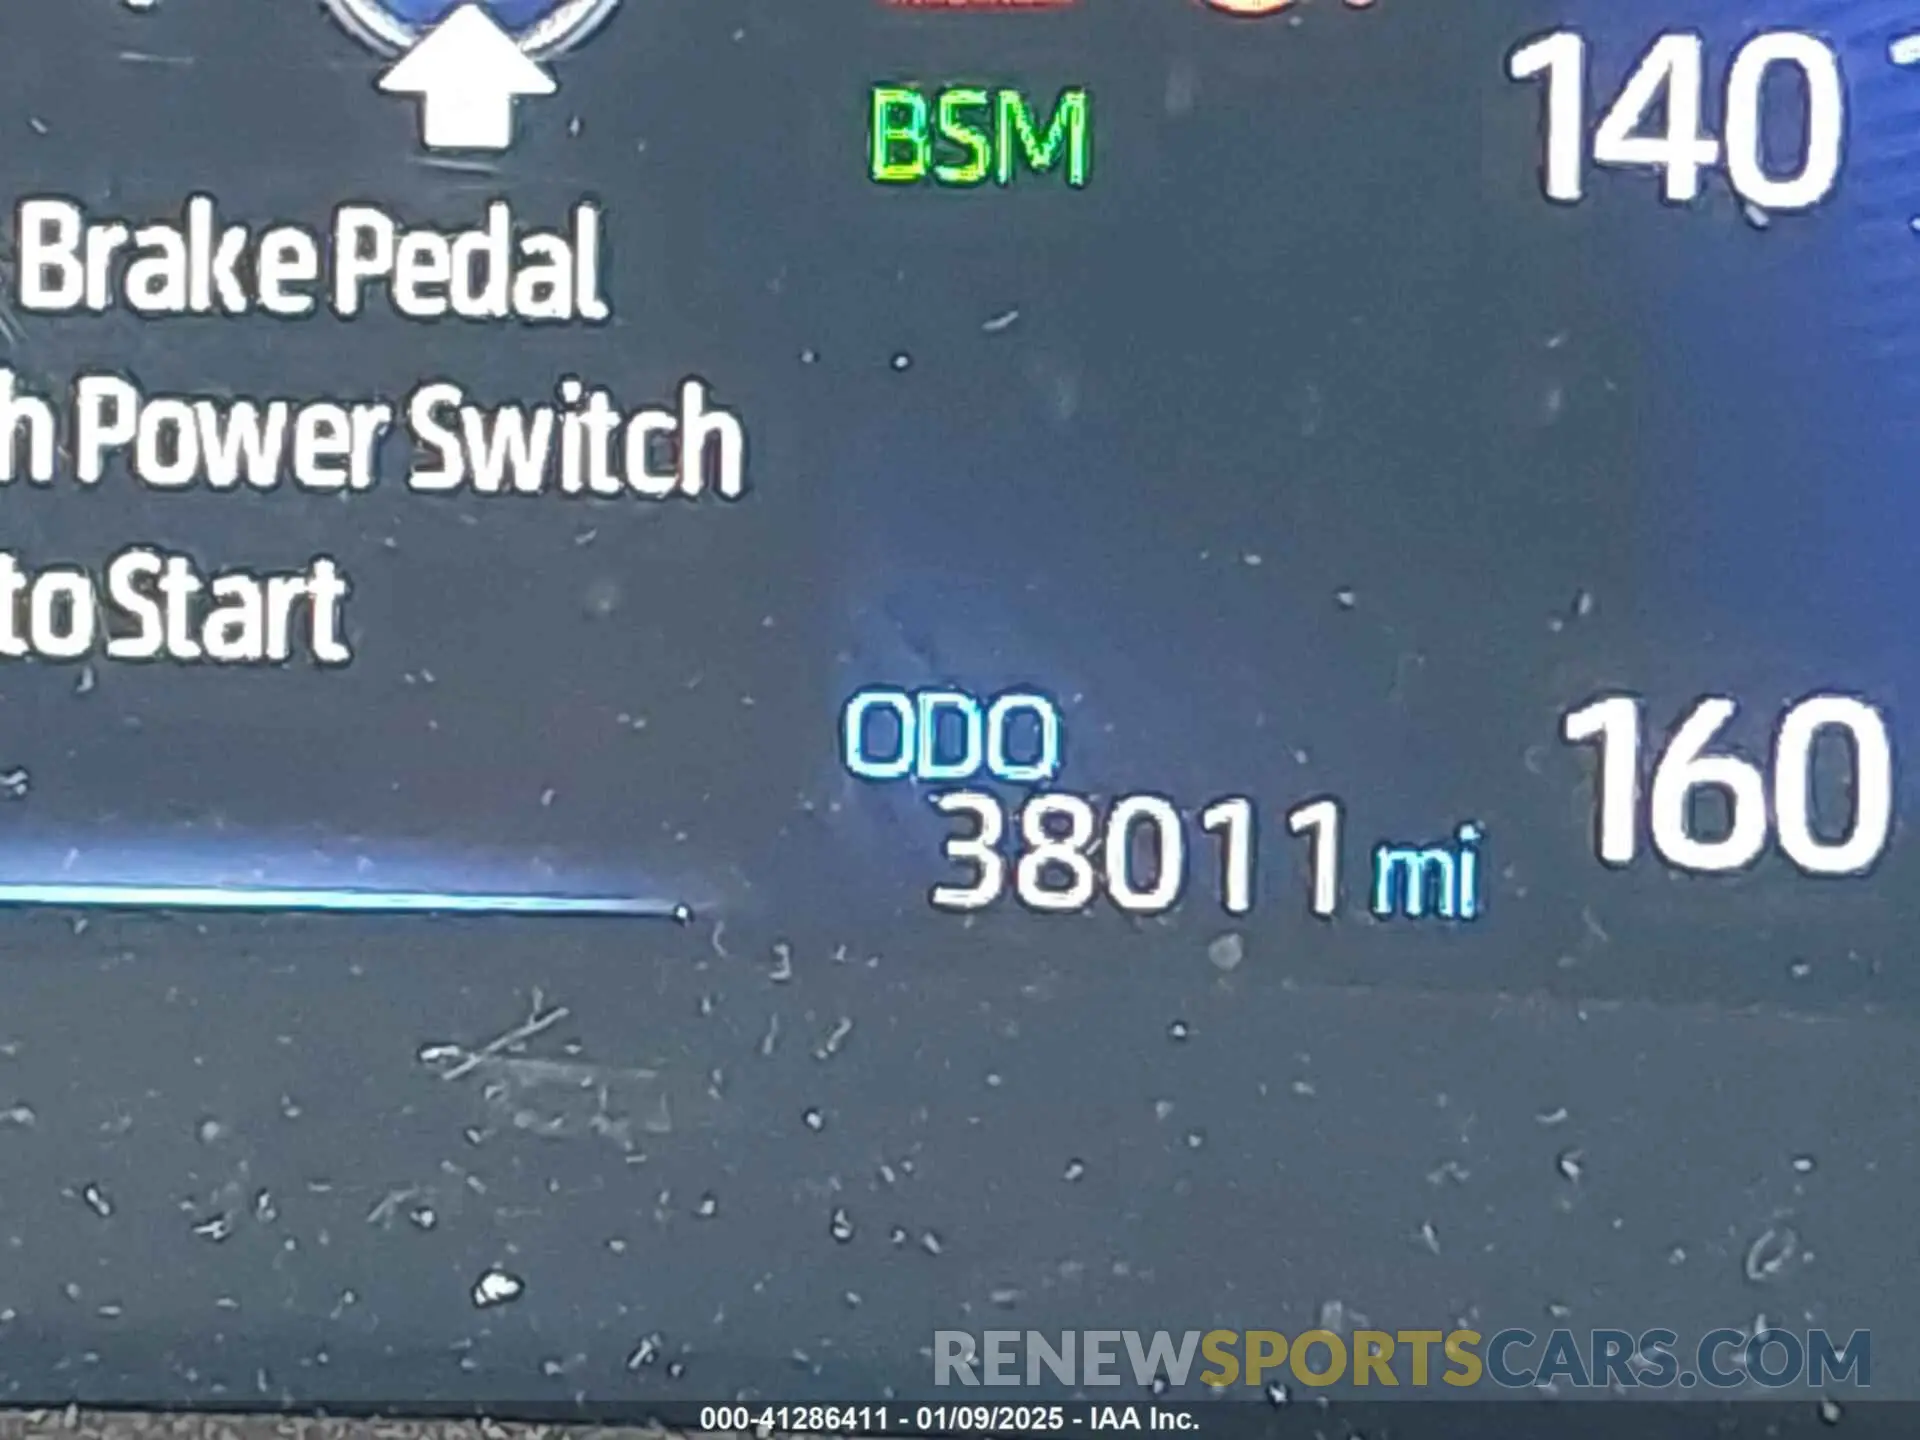 BSM
140
Brake Pedal
h Power Switch
to Start
ODO
38011 mi
160
RENEWSPORTSCARS.COM
000-41286411 - 01/09/2025 - IAA Inc.